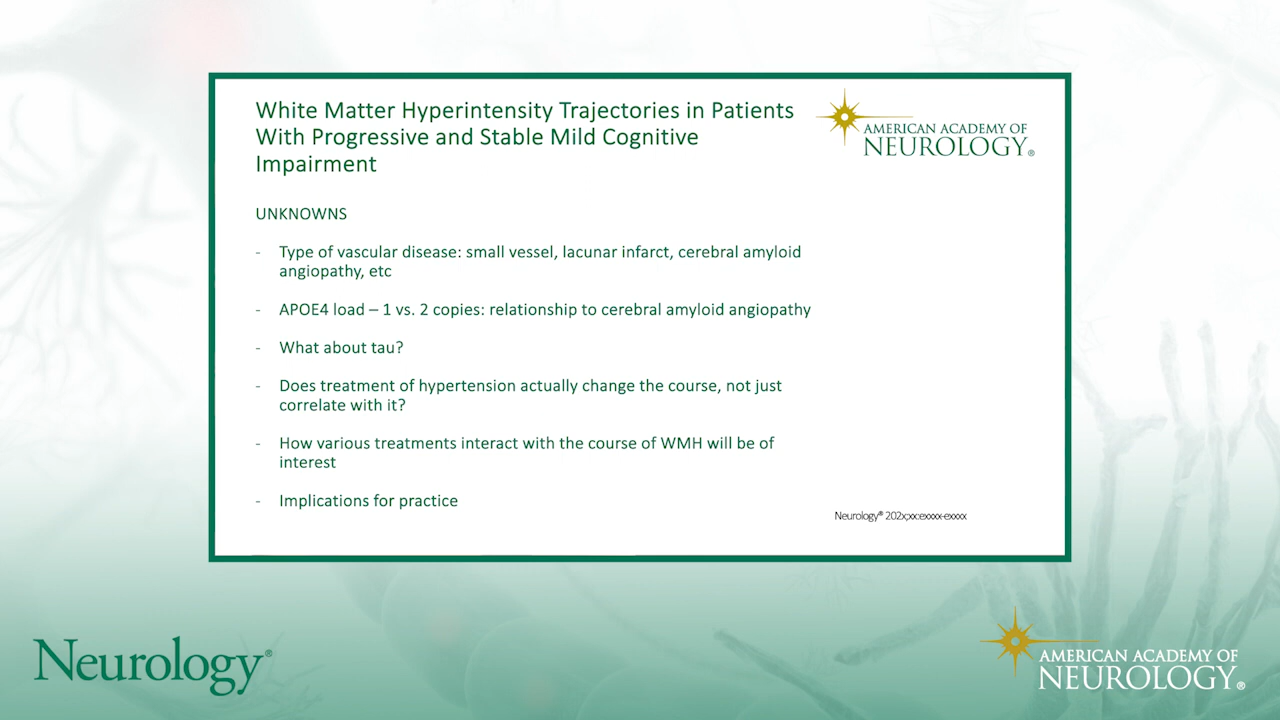 White Matter Hyperintensity Trajectories in Patients
With Progressive and Stable Mild Cognitive
Impairment
AMERICAN ACADEMY OF
NEUROLOGY®
UNKNOWNS
- Type of vascular disease: small vessel, lacunar infarct, cerebral amyloid
angiopathy, etc
- APOE4 load – 1 vs. 2 copies: relationship to cerebral amyloid angiopathy
- What about tau?
- Does treatment of hypertension actually change the course, not just
correlate with it?
- How various treatments interact with the course of WMH will be of
interest
- Implications for practice
Neurology® 202x;xx:exxxx-exxxx
Neurology®
AMERICAN ACADEMY OF
NEUROLOGY®